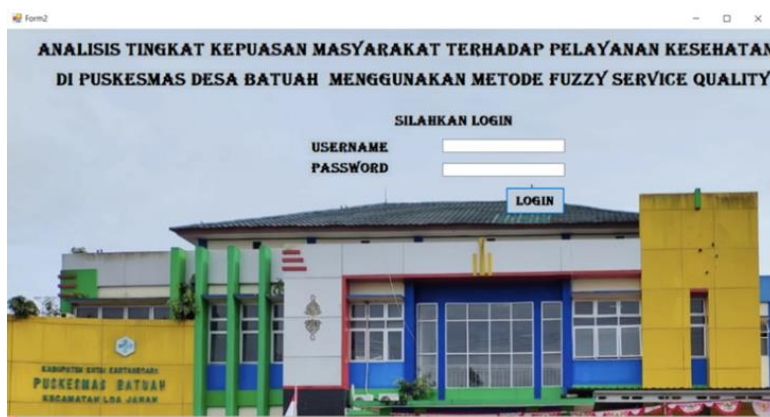 Form2
ANALISIS TINGKAT KEPUASAN MASYARAKAT TERHADAP PELAYANAN KESEHATAN
DI PUSKESMAS DESA BATUAH MENGGUNAKAN METODE FUZZY SERVICE QUALITY
SILAHKAN LOGIN
USERNAME
PASSWORD
LOGIN
KABUPATEN KUTAI KARTANEGARA
PUSKESMAS BATUAH
KECAMATAN LOA JANAN